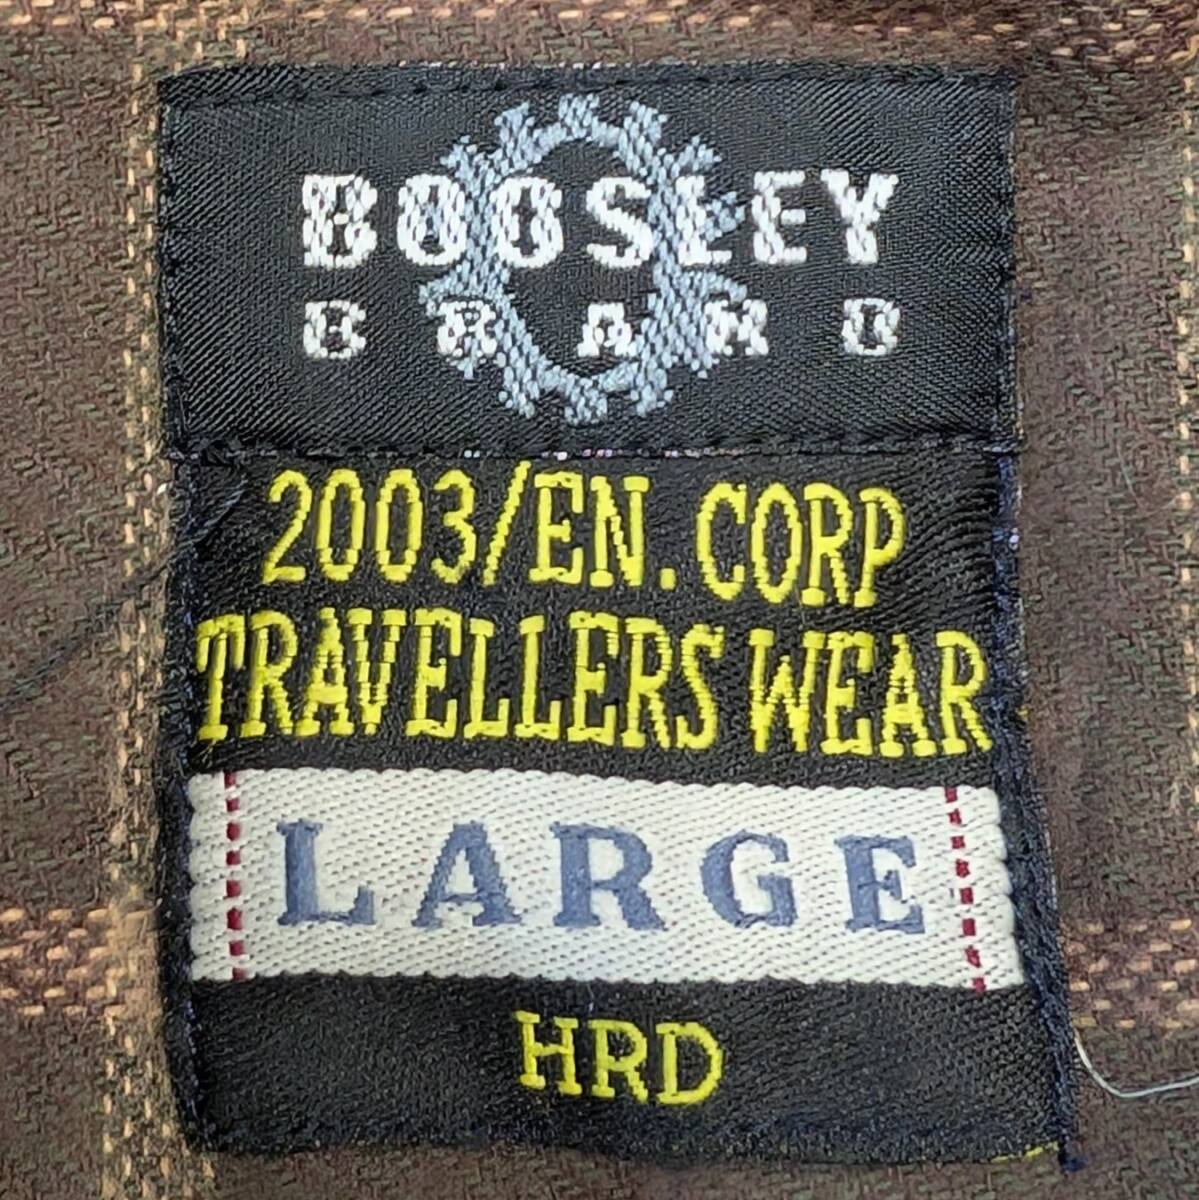 BOOSLEY
BRAND
2003/EN. CORP
TRAVELLERS WEAR
LARGE
HRD